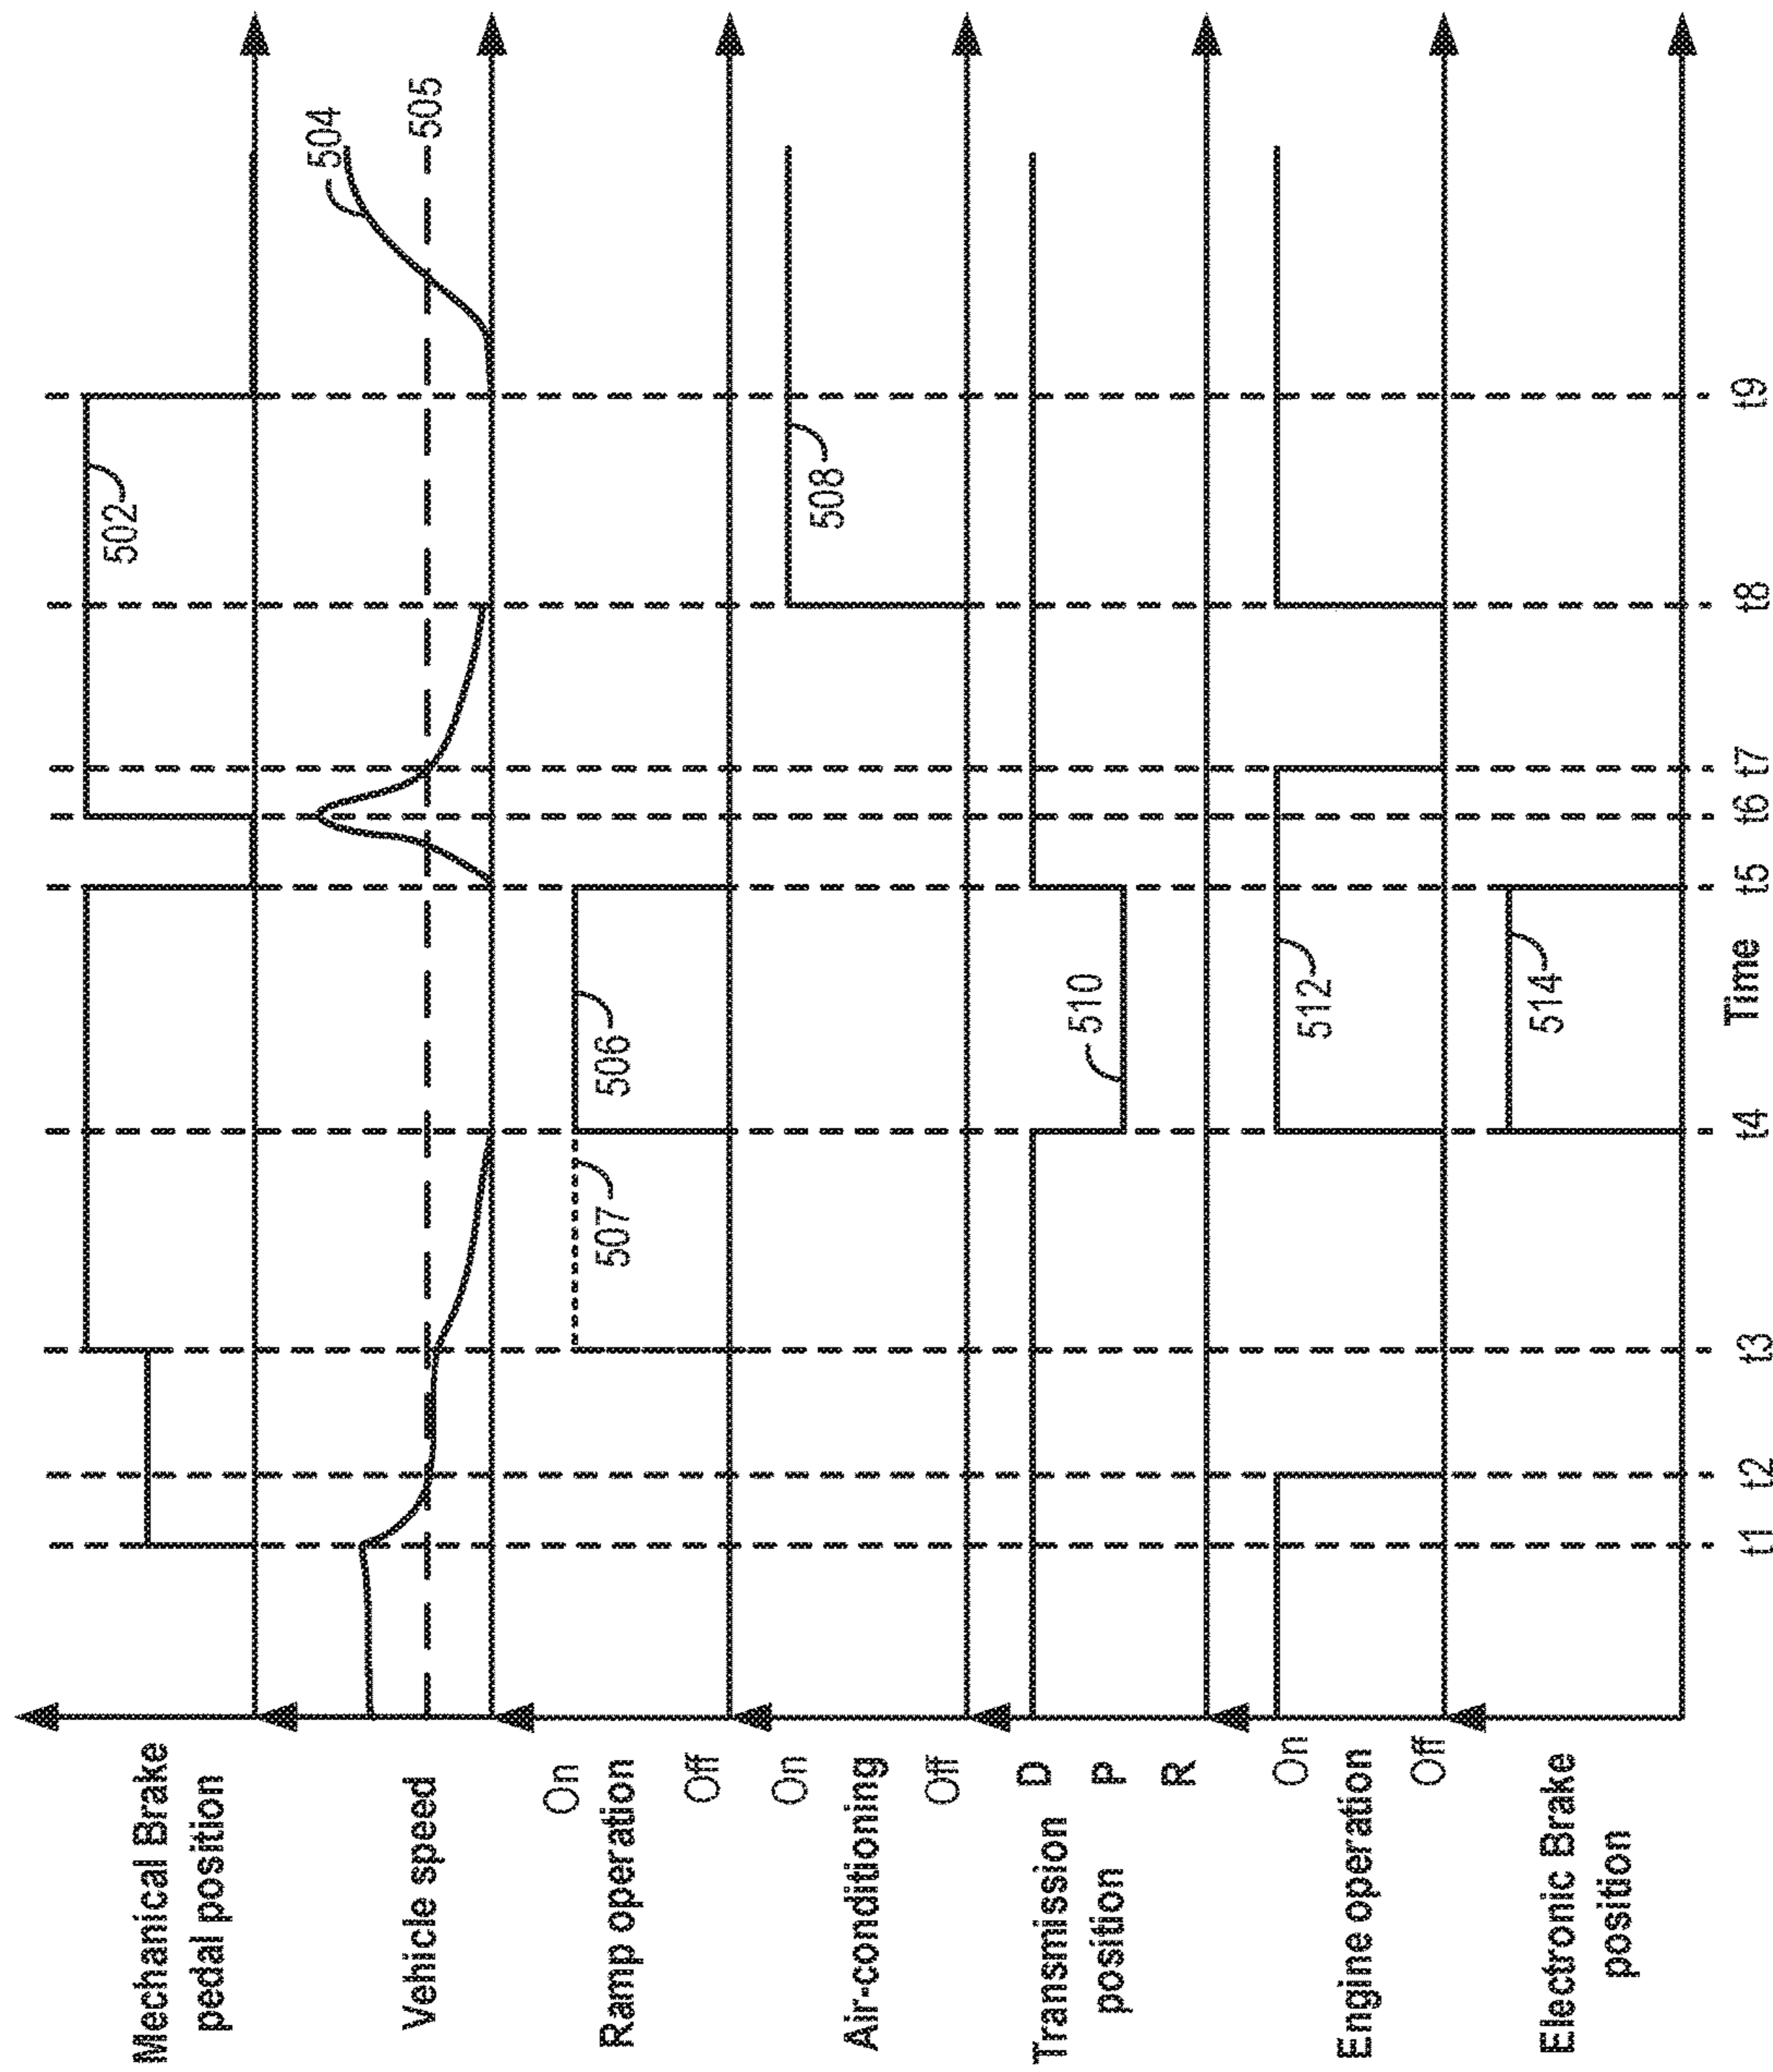 Mechanical Brake
pedal position
502
Vehicle speed
504
505
On
Ramp operation
Off
507
506
On
Air-conditioning
Off
508
Transmission
position
D
P
R
510
On
Engine operation
Off
512
Electronic Brake
position
514
t1
t2
t3
t4
t5
t6
t7
t8
t9
Time